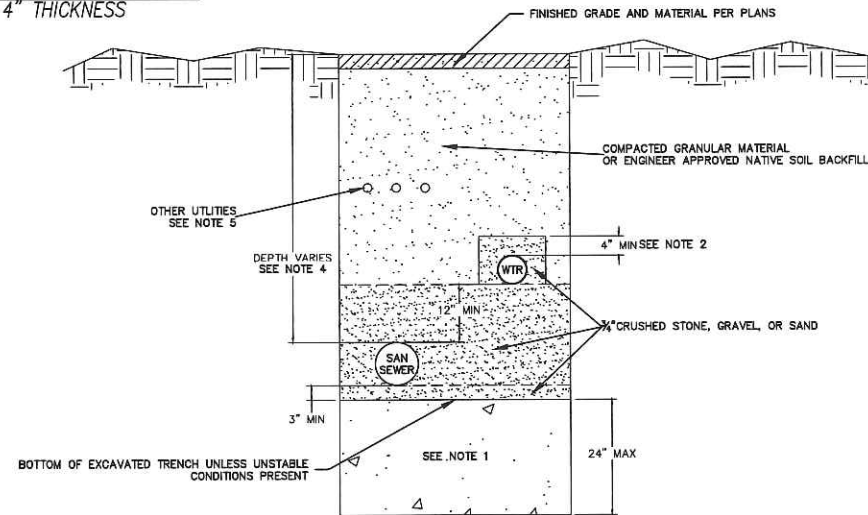 4" THICKNESS
FINISHED GRADE AND MATERIAL PER PLANS
COMPACTED GRANULAR MATERIAL
OR ENGINEER APPROVED NATIVE SOIL BACKFILL
OTHER UTLITIES
SEE NOTE 5
4" MIN SEE NOTE 2
DEPTH VARIES
SEE NOTE 4
WTR
12" MIN
¾" CRUSHED STONE, GRAVEL, OR SAND
SAN
SEWER
3" MIN
BOTTOM OF EXCAVATED TRENCH UNLESS UNSTABLE
CONDITIONS PRESENT
SEE NOTE 1
24" MAX